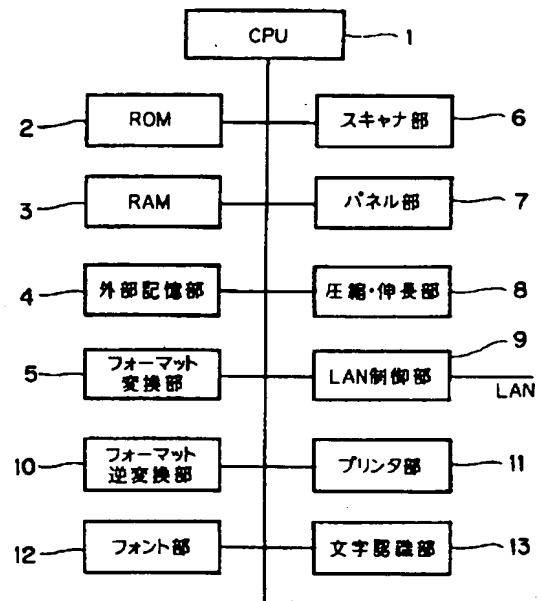 CPU
1
2
ROM
スキャナ部
6
3
RAM
パネル部
7
4
外部記憶部
圧縮・伸長部
8
5
フォーマット
変換部
LAN制御部
9
LAN
10
フォーマット
逆変換部
プリンタ部
11
12
フォント部
文字認識部
13